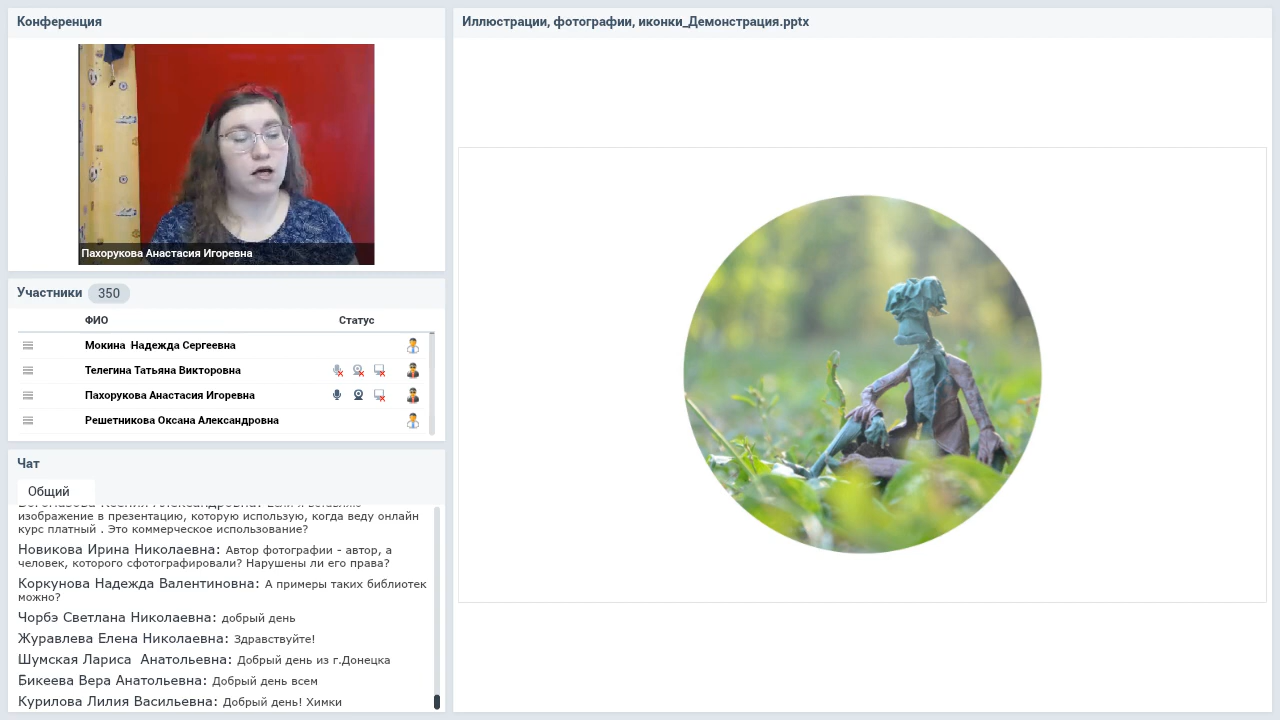 Конференция
Пахорукова Анастасия Игоревна
Участники 350
ФИО Статус
Мокина Надежда Сергеевна
Телегина Татьяна Викторовна
Пахорукова Анастасия Игоревна
Решетникова Оксана Александровна
Чат
Общий
изображение в презентацию, которую использую, когда веду онлайн
курс платный . Это коммерческое использование?
Новикова Ирина Николаевна: Автор фотографии - автор, а
человек, которого сфотографировали? Нарушены ли его права?
Коркунова Надежда Валентиновна: А примеры таких библиотек
можно?
Чорбэ Светлана Николаевна: добрый день
Журавлева Елена Николаевна: Здравствуйте!
Шумская Лариса Анатольевна: Добрый день из г.Донецка
Бикеева Вера Анатольевна: Добрый день всем
Курилова Лилия Васильевна: Добрый день! Химки
Иллюстрации, фотографии, иконки_Демонстрация.pptx